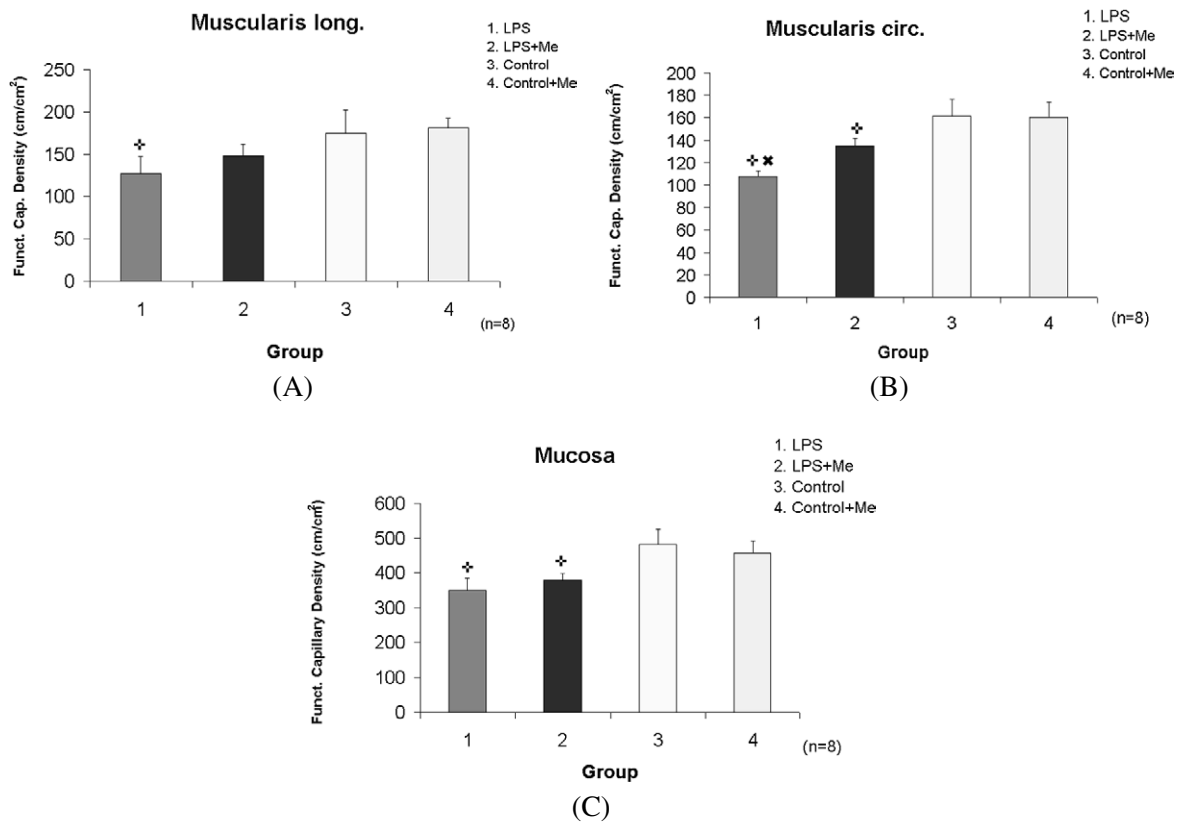 Muscularis long.
1. LPS
2. LPS+Me
3. Control
4. Control+Me
Funct. Cap. Density (cm/cm²)
250
200
150
100
50
0
✢
1 2 3 4
(n=8)
Group
(A)
Muscularis circ.
1. LPS
2. LPS+Me
3. Control
4. Control+Me
Funct. Cap. Density (cm/cm²)
200
180
160
140
120
100
80
60
40
20
0
✢✖
✢
1 2 3 4
(n=8)
Group
(B)
Mucosa
1. LPS
2. LPS+Me
3. Control
4. Control+Me
Funct. Capillary Density (cm/cm²)
600
500
400
300
200
100
0
✢ ✢
1 2 3 4
(n=8)
Group
(C)